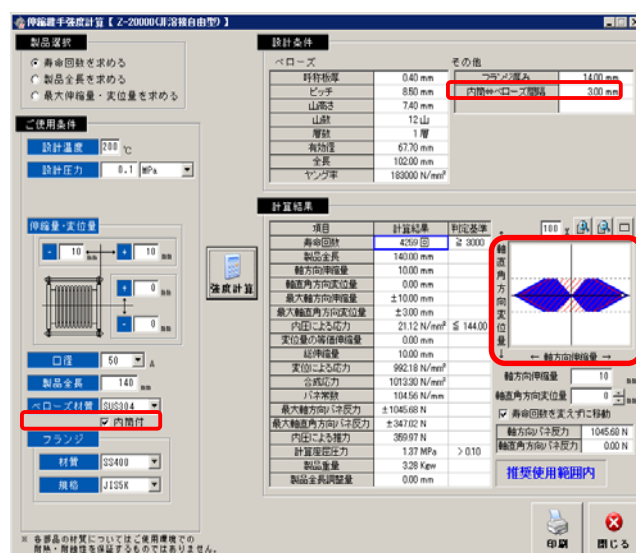 伸縮継手強度計算【 Z-20000(非溶接自由型) 】
製品選択
寿命回数を求める
製品全長を求める
最大伸縮量・変位量を求める
ご使用条件
設計温度 200 ℃
設計圧力 0.1 MPa
伸縮量・変位量
- 10 mm + 10 mm
+ 0 mm
- 0 mm
口径 50 A
製品全長 140 mm
ベローズ材質 SUS304
内筒付
フランジ
材質 SS400
規格 JIS5K
※ 各部品の材質についてはご使用環境での
耐熱・耐蝕性を保証するものではありません。
強度計算
設計条件
ベローズ
呼称板厚 0.40 mm
ピッチ 8.50 mm
山高さ 7.40 mm
山数 12 山
層数 1 層
有効径 67.70 mm
全長 102.00 mm
ヤング率 183000 N/mm²
その他
フランジ厚み 14.00 mm
内筒⇔ベローズ間隔 3.00 mm
計算結果
項目 計算結果 判定基準
寿命回数 4259 回 ≧ 3000
製品全長 140.00 mm
軸方向伸縮量 10.00 mm
軸直角方向変位量 0.00 mm
最大軸方向伸縮量 ±10.00 mm
最大軸直角方向変位量 ±3.00 mm
内圧による応力 21.12 N/mm² ≦ 144.00
変位量の等価伸縮量 0.00 mm
総伸縮量 10.00 mm
変位による応力 992.18 N/mm²
合成応力 1013.30 N/mm²
バネ常数 104.56 N/mm
最大軸方向バネ反力 ±1045.68 N
最大軸直角方向バネ反力 ±347.02 N
内圧による推力 359.97 N
計算座屈圧力 1.37 MPa > 0.10
製品重量 3.28 Kgw
製品全長調整量 0.00 mm
100 %
↑ 軸直角方向変位量 ↓
← 軸方向伸縮量 →
軸方向伸縮量 10 mm
軸直角方向変位量 0 mm
寿命回数を変えずに移動
軸方向バネ反力 1045.60 N
軸直角方向バネ反力 0.00 N
推奨使用範囲内
印刷
閉じる